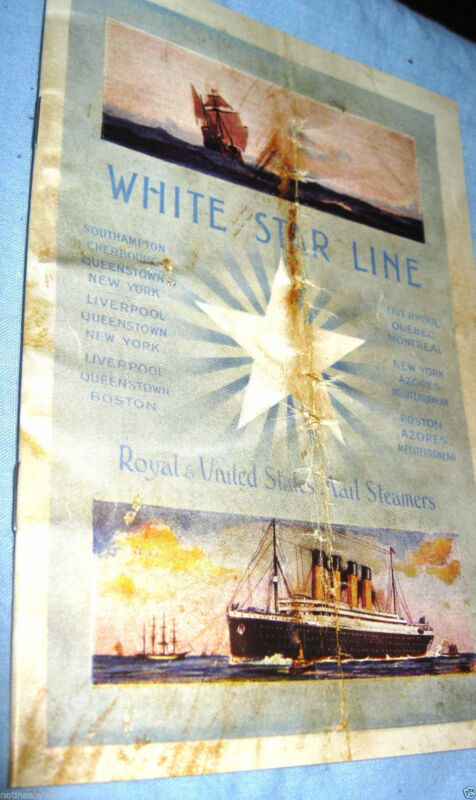 WHITE STAR LINE
SOUTHAMPTON
CHERBOURG
QUEENSTOWN
NEW YORK
LIVERPOOL
QUEENSTOWN
NEW YORK
LIVERPOOL
QUEENSTOWN
BOSTON
LIVERPOOL
QUEBEC
MONTREAL
NEW YORK
AZORES
MEDITERRANEAN
BOSTON
AZORES
MEDITERRANEAN
Royal & United States Mail Steamers